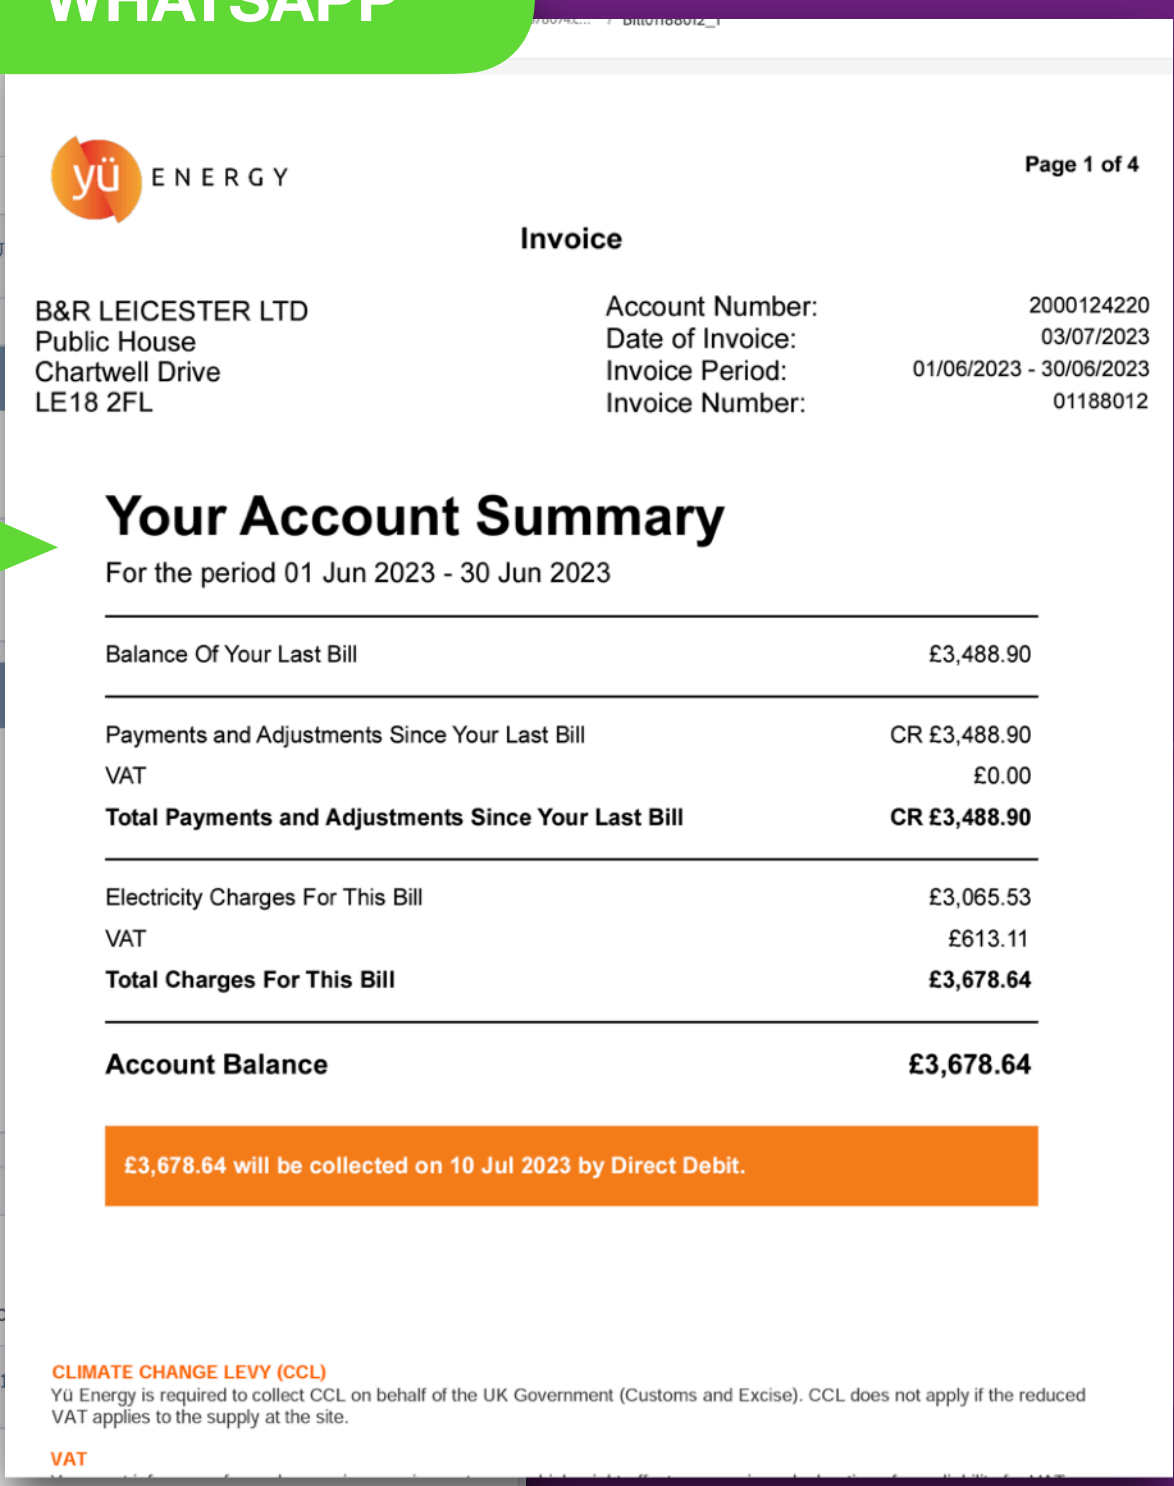 WHATSAPP
Bill01188012_1
yü ENERGY
Page 1 of 4
Invoice
B&R LEICESTER LTD
Public House
Chartwell Drive
LE18 2FL
Account Number: 2000124220
Date of Invoice: 03/07/2023
Invoice Period: 01/06/2023 - 30/06/2023
Invoice Number: 01188012
Your Account Summary
For the period 01 Jun 2023 - 30 Jun 2023
Balance Of Your Last Bill £3,488.90
Payments and Adjustments Since Your Last Bill CR £3,488.90
VAT £0.00
Total Payments and Adjustments Since Your Last Bill CR £3,488.90
Electricity Charges For This Bill £3,065.53
VAT £613.11
Total Charges For This Bill £3,678.64
Account Balance £3,678.64
£3,678.64 will be collected on 10 Jul 2023 by Direct Debit.
CLIMATE CHANGE LEVY (CCL)
Yü Energy is required to collect CCL on behalf of the UK Government (Customs and Excise). CCL does not apply if the reduced
VAT applies to the supply at the site.
VAT